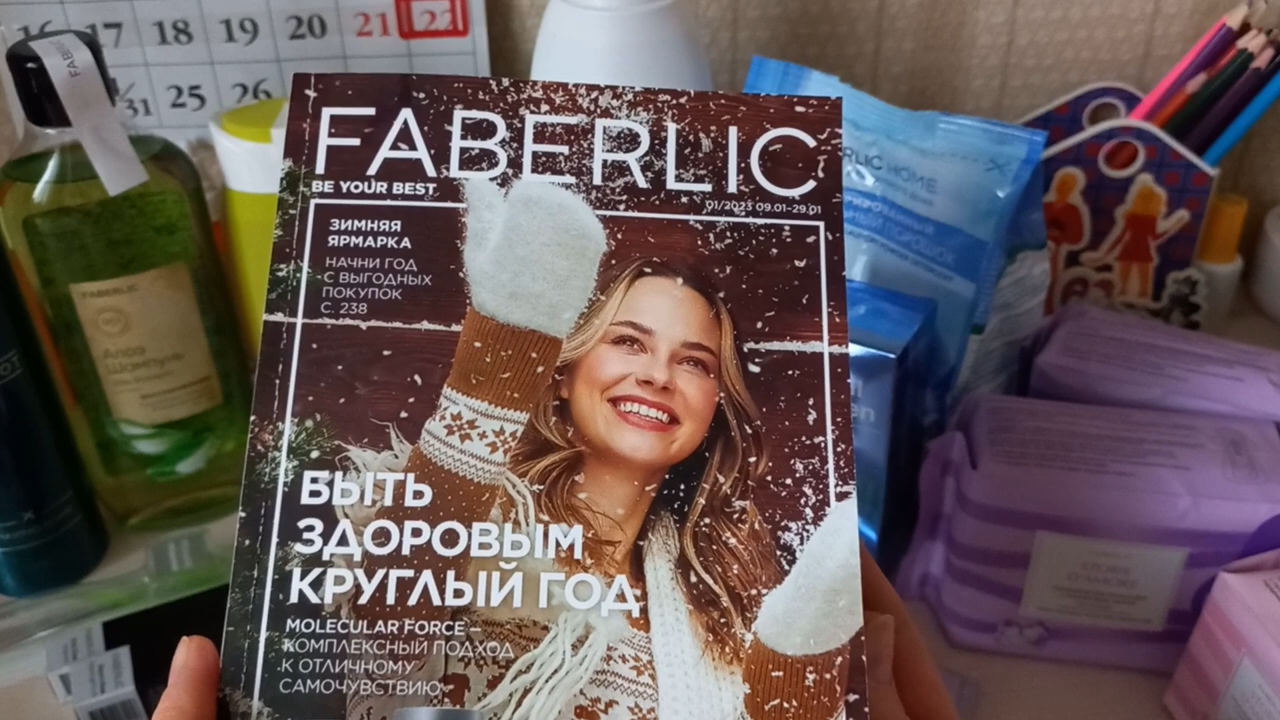 16 17 18 19 20 21 22
31 25 26
FABERLIC
BE YOUR BEST
01/2023 09.01-29.01
ЗИМНЯЯ
ЯРМАРКА
НАЧНИ ГОД
С ВЫГОДНЫХ
ПОКУПОК
С. 238
БЫТЬ
ЗДОРОВЫМ
КРУГЛЫЙ ГОД
MOLECULAR FORCE –
КОМПЛЕКСНЫЙ ПОДХОД
К ОТЛИЧНОМУ
САМОЧУВСТВИЮ
FABERLIC
Алоэ
Шампунь
HOME